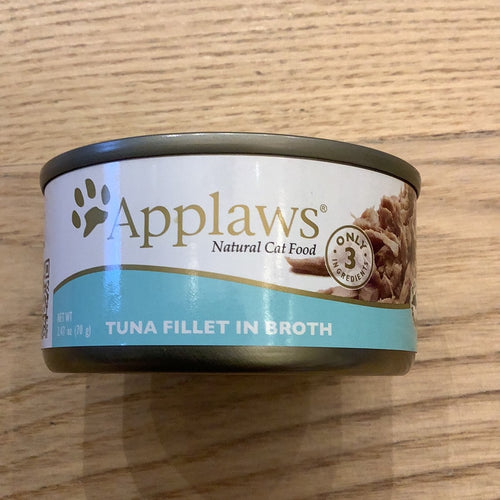 Applaws®
Natural Cat Food
ONLY
3
INGREDIENTS
NET WT
2.47 oz (70 g)
TUNA FILLET IN BROTH